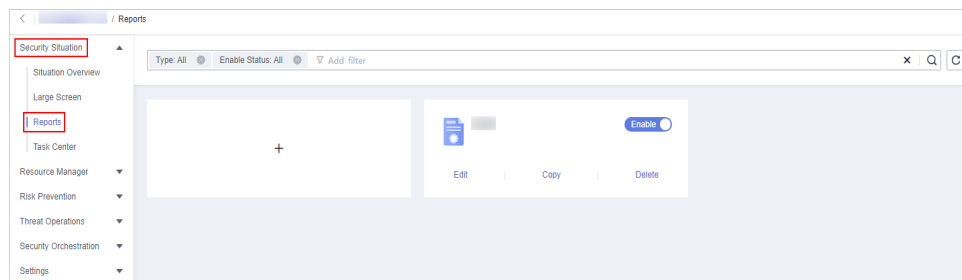 / Reports
Security Situation
Situation Overview
Large Screen
Reports
Task Center
Resource Manager
Risk Prevention
Threat Operations
Security Orchestration
Settings
Type: All Enable Status: All Add filter
+
Enable
Edit Copy Delete